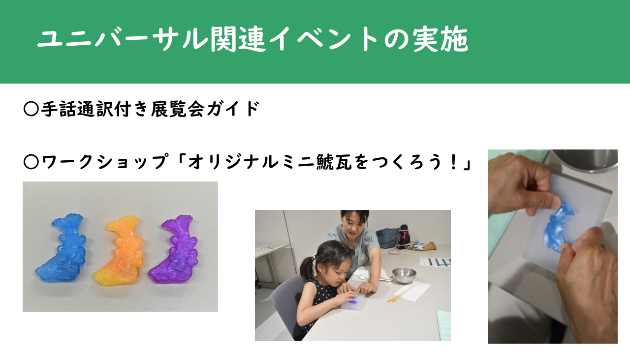 ユニバーサル関連イベントの実施
○手話通訳付き展覧会ガイド
○ワークショップ「オリジナルミニ鯱瓦をつくろう！」